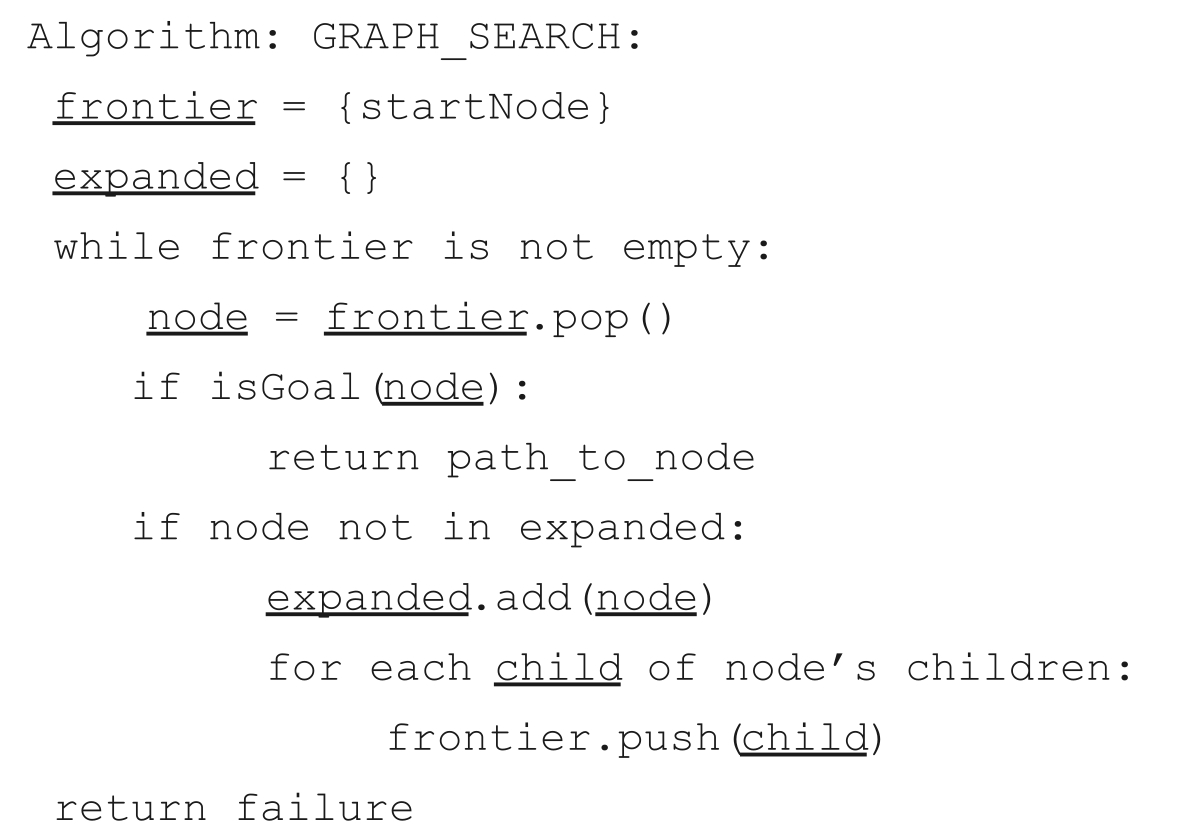 Algorithm: GRAPH_SEARCH:
frontier = {startNode}
expanded = {}
while frontier is not empty:
node = frontier.pop()
if isGoal(node):
return path_to_node
if node not in expanded:
expanded.add(node)
for each child of node’s children:
frontier.push(child)
return failure